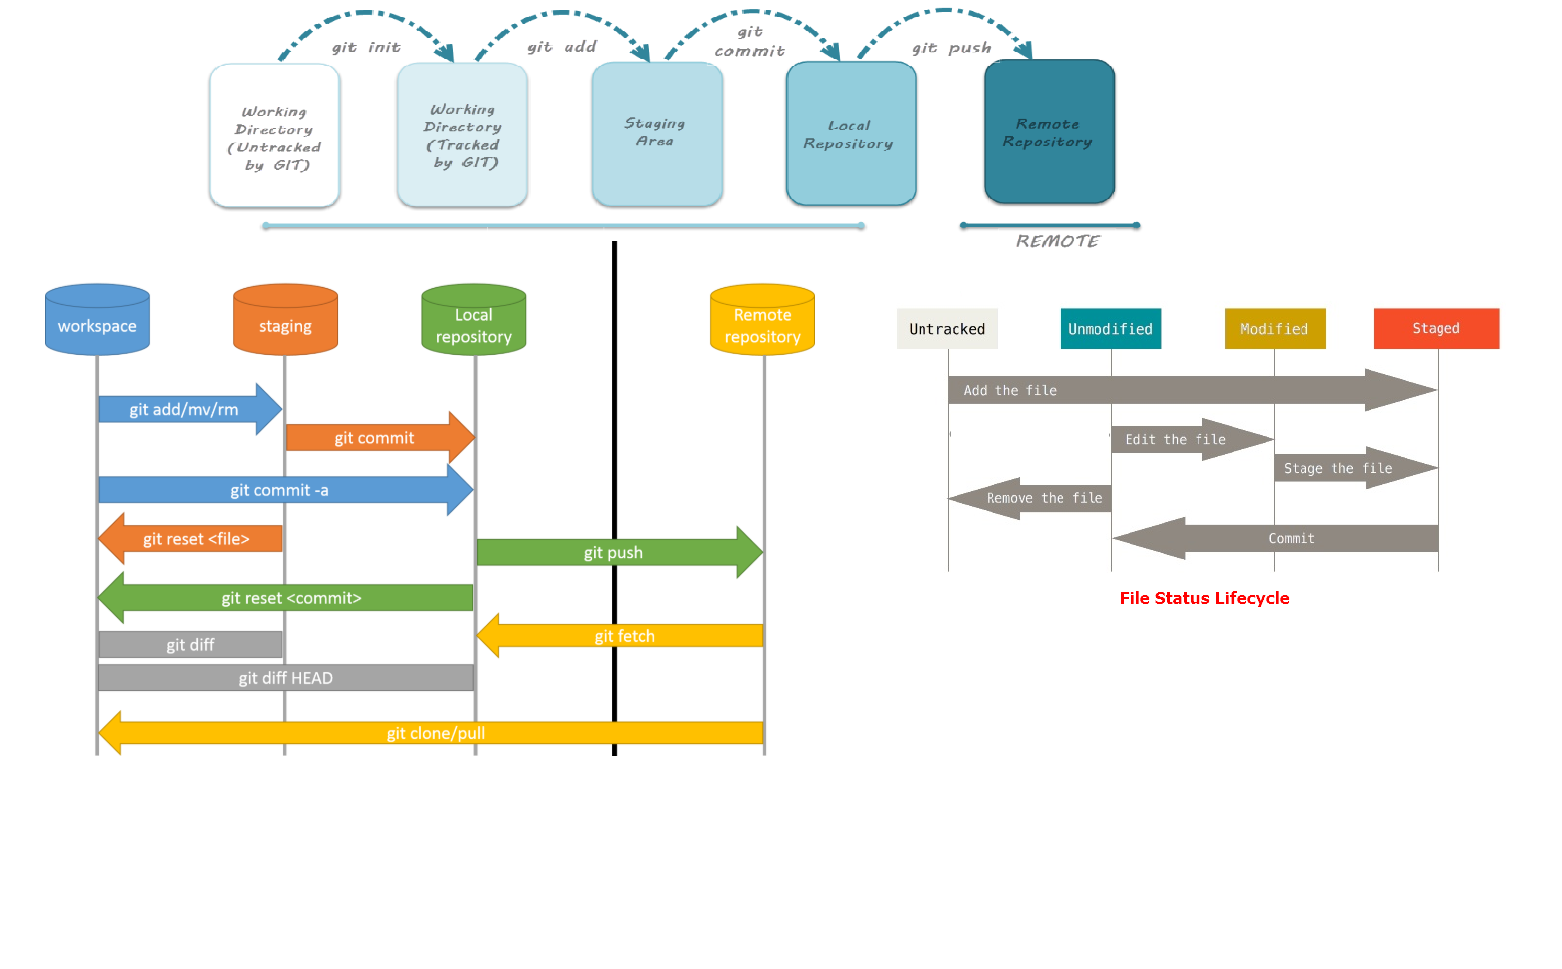 git init
git add
git
commit
git push
Working
Directory
(Untracked
by GIT)
Working
Directory
(Tracked
by GIT)
Staging
Area
Local
Repository
Remote
Repository
REMOTE
workspace
staging
Local
repository
Remote
repository
git add/mv/rm
git commit
git commit -a
git reset <file>
git push
git reset <commit>
git fetch
git diff
git diff HEAD
git clone/pull
Untracked
Unmodified
Modified
Staged
Add the file
Edit the file
Stage the file
Remove the file
Commit
File Status Lifecycle